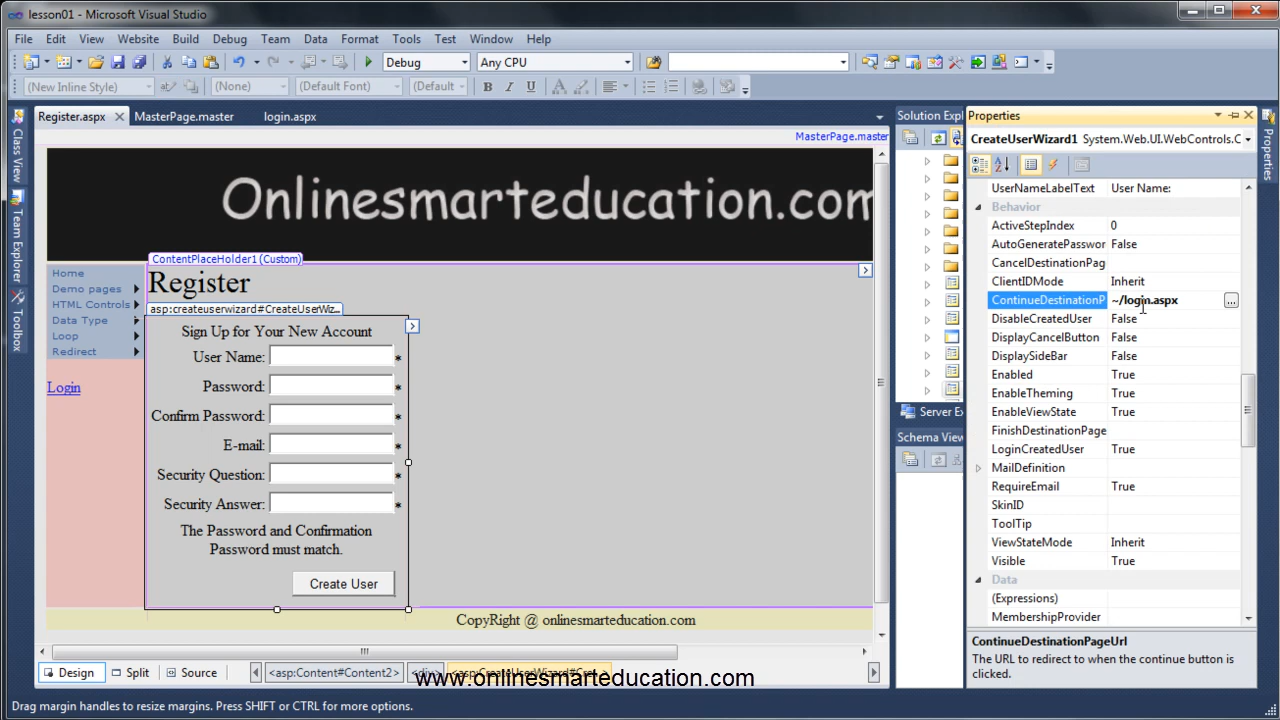 lesson01 - Microsoft Visual Studio
File Edit View Website Build Debug Team Data Format Tools Test Window Help
Debug Any CPU
(New Inline Style) (None) (Default Font) (Default B I U A
Register.aspx MasterPage.master login.aspx
MasterPage.master
Class View
Team Explorer
Toolbox
Onlinesmarteducation.com
ContentPlaceHolder1 (Custom)
Home
Demo pages
HTML Controls
Data Type
Loop
Redirect
Login
Register
asp:createuserwizard#CreateUserWiz...
Sign Up for Your New Account
User Name: *
Password: *
Confirm Password: *
E-mail: *
Security Question: *
Security Answer: *
The Password and Confirmation
Password must match.
Create User
CopyRight @ onlinesmarteducation.com
Design Split Source <asp:Content#Content2> <div> <asp:CreateUserWizard#Cre...
www.onlinesmarteducation.com
Drag margin handles to resize margins. Press SHIFT or CTRL for more options.
Solution Expl
Server Ex
Schema View
Properties
CreateUserWizard1 System.Web.UI.WebControls.C
UserNameLabelText User Name:
Behavior
ActiveStepIndex 0
AutoGeneratePasswor False
CancelDestinationPag
ClientIDMode Inherit
ContinueDestinationP ~/login.aspx ...
DisableCreatedUser False
DisplayCancelButton False
DisplaySideBar False
Enabled True
EnableTheming True
EnableViewState True
FinishDestinationPage
LoginCreatedUser True
MailDefinition
RequireEmail True
SkinID
ToolTip
ViewStateMode Inherit
Visible True
Data
(Expressions)
MembershipProvider
ContinueDestinationPageUrl
The URL to redirect to when the continue button is
clicked.
Properties